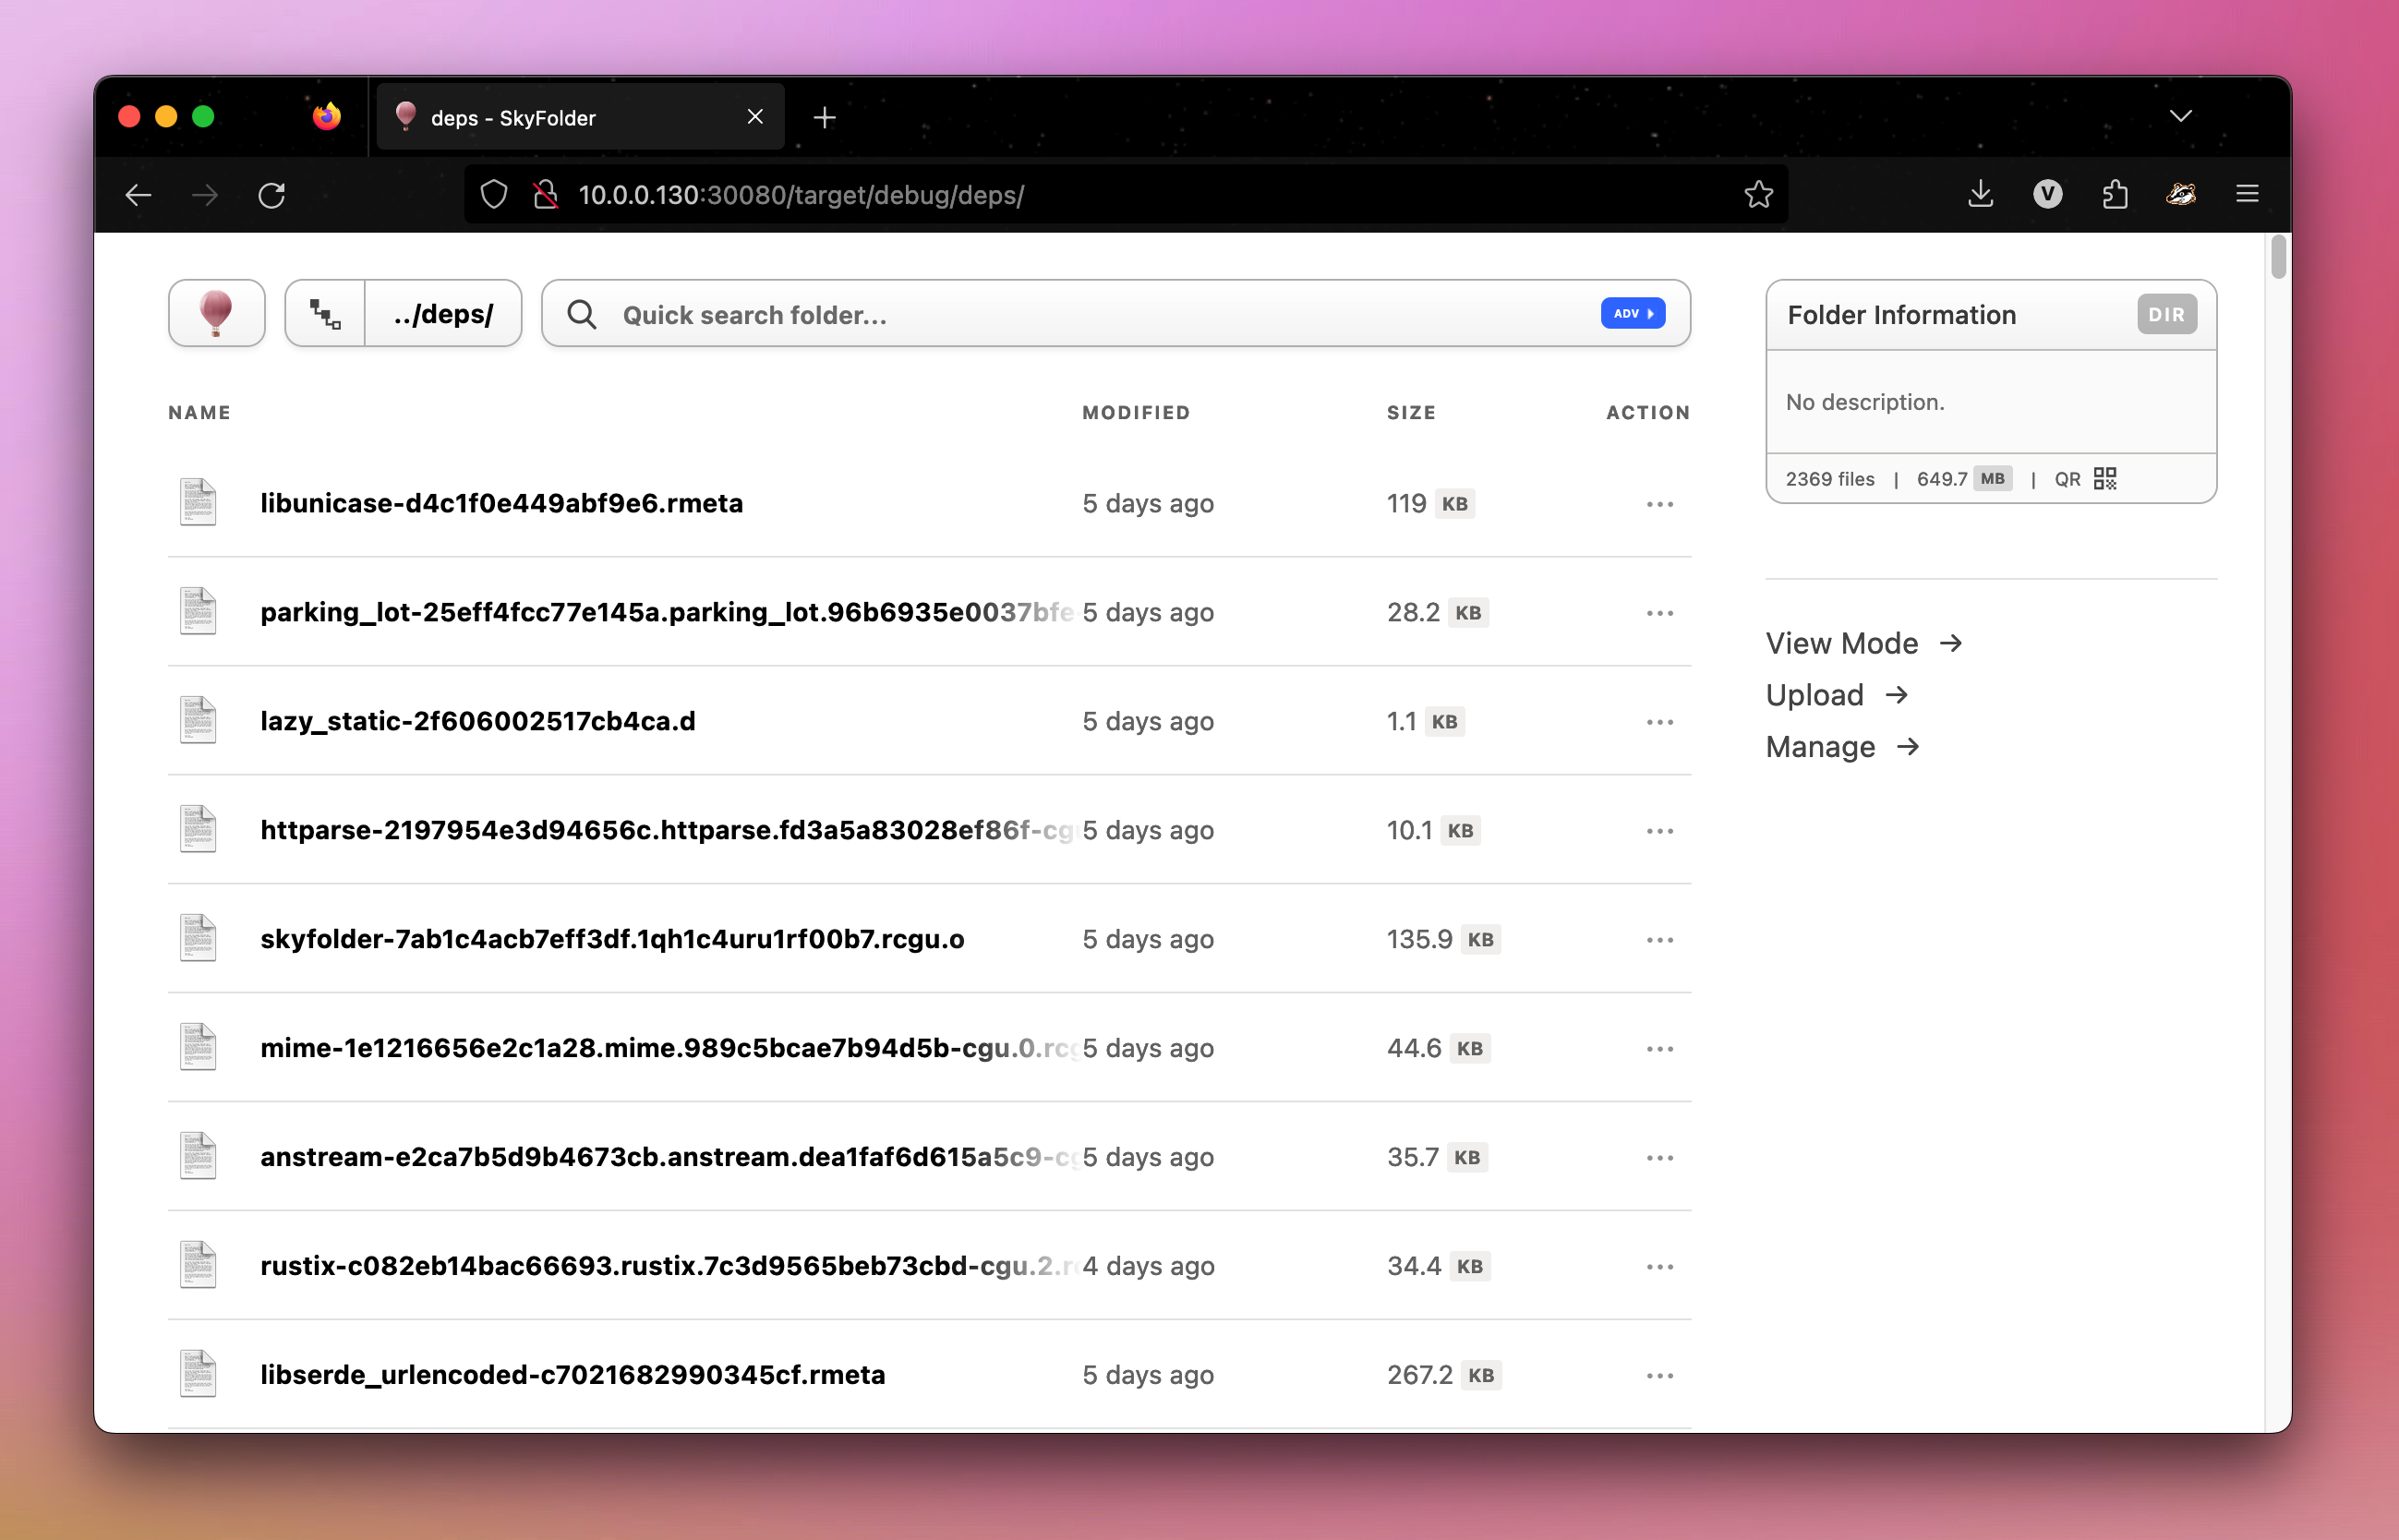 deps - SkyFolder
10.0.0.130:30080/target/debug/deps/
../deps/
Quick search folder...
ADV
NAME MODIFIED SIZE ACTION
libunicase-d4c1f0e449abf9e6.rmeta 5 days ago 119 KB
parking_lot-25eff4fcc77e145a.parking_lot.96b6935e0037bfe 5 days ago 28.2 KB
lazy_static-2f606002517cb4ca.d 5 days ago 1.1 KB
httparse-2197954e3d94656c.httparse.fd3a5a83028ef86f-cg 5 days ago 10.1 KB
skyfolder-7ab1c4acb7eff3df.1qh1c4uru1rf00b7.rcgu.o 5 days ago 135.9 KB
mime-1e1216656e2c1a28.mime.989c5bcae7b94d5b-cgu.0.rcg 5 days ago 44.6 KB
anstream-e2ca7b5d9b4673cb.anstream.dea1faf6d615a5c9-cg 5 days ago 35.7 KB
rustix-c082eb14bac66693.rustix.7c3d9565beb73cbd-cgu.2.r 4 days ago 34.4 KB
libserde_urlencoded-c7021682990345cf.rmeta 5 days ago 267.2 KB
Folder Information DIR
No description.
2369 files | 649.7 MB | QR
View Mode →
Upload →
Manage →
V